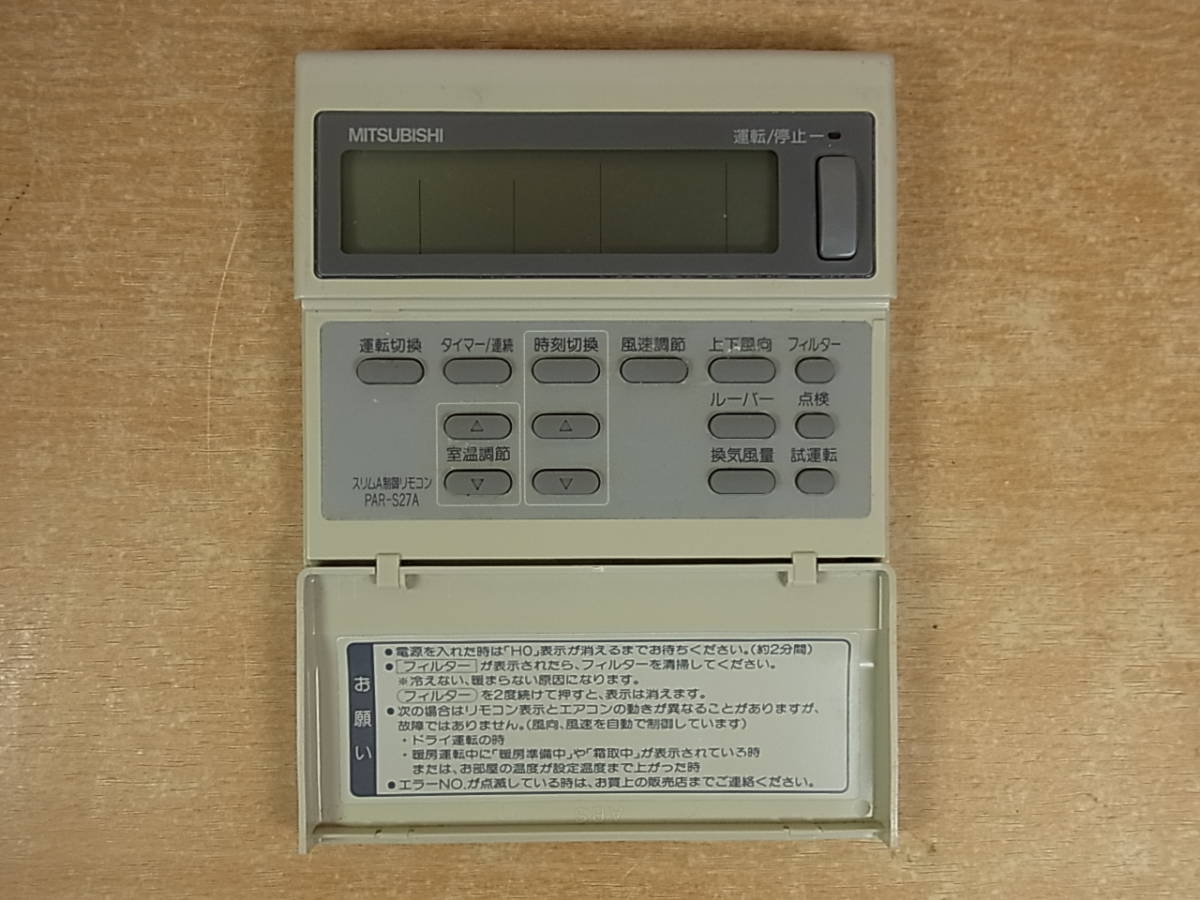 MITSUBISHI
運転/停止
運転切換 タイマー/連続 時刻切換 風速調節 上下風向 フィルター
ルーバー 点検
室温調節 換気風量 試運転
スリムA制御リモコン
PAR-S27A
お願い
●電源を入れた時は「HO」表示が消えるまでお待ちください。(約2分間)
●フィルター が表示されたら、フィルターを清掃してください。
※冷えない、暖まらない原因になります。
フィルター を2度続けて押すと、表示は消えます。
●次の場合はリモコン表示とエアコンの動きが異なることがありますが、
故障ではありません。(風向、風速を自動で制御しています)
・ドライ運転の時
・暖房運転中に「暖房準備中」や「霜取中」が表示されている時
または、お部屋の温度が設定温度まで上がった時
●エラーNO.が点滅している時は、お買上の販売店までご連絡ください。